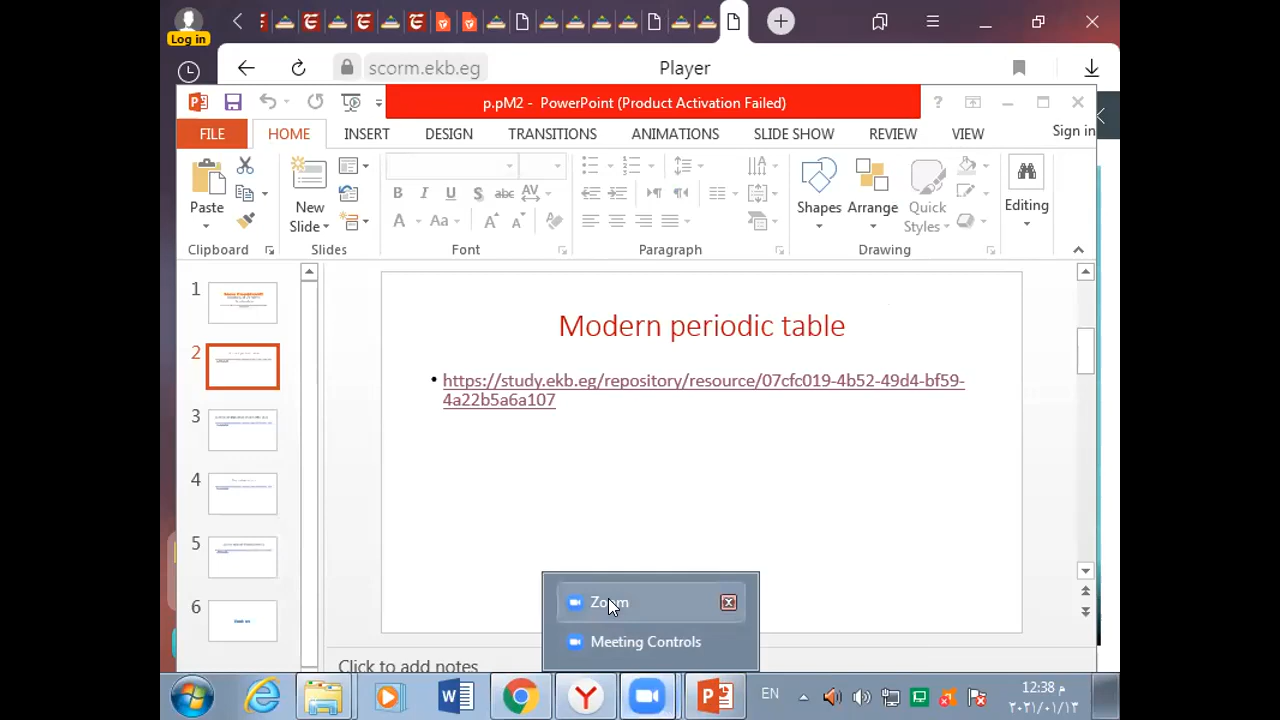 Log in
scorm.ekb.eg
Player
p.pM2 - PowerPoint (Product Activation Failed)
FILE
HOME
INSERT
DESIGN
TRANSITIONS
ANIMATIONS
SLIDE SHOW
REVIEW
VIEW
Sign in
Paste
New
Slide
Shapes
Arrange
Quick
Styles
Editing
Clipboard
Slides
Font
Paragraph
Drawing
1
2
3
4
5
6
Modern periodic table
• https://study.ekb.eg/repository/resource/07cfc019-4b52-49d4-bf59-
4a22b5a6a107
Zoom
Meeting Controls
Click to add notes
EN
12:38 م
٢٠٢١/٠١/١٣